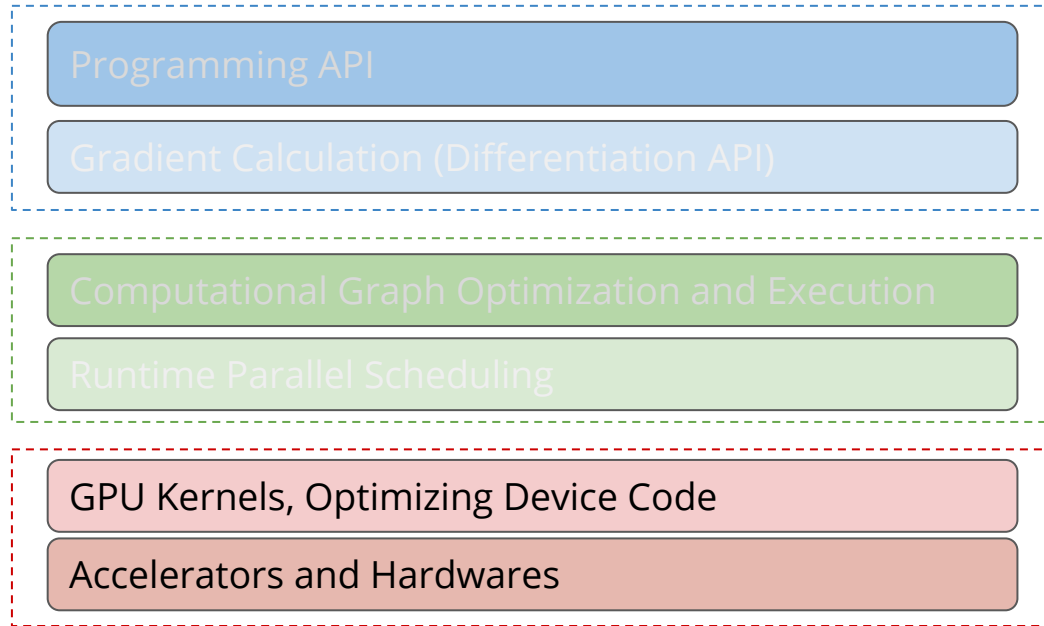 Programming API
Gradient Calculation (Differentiation API)
Computational Graph Optimization and Execution
Runtime Parallel Scheduling
GPU Kernels, Optimizing Device Code
Accelerators and Hardwares